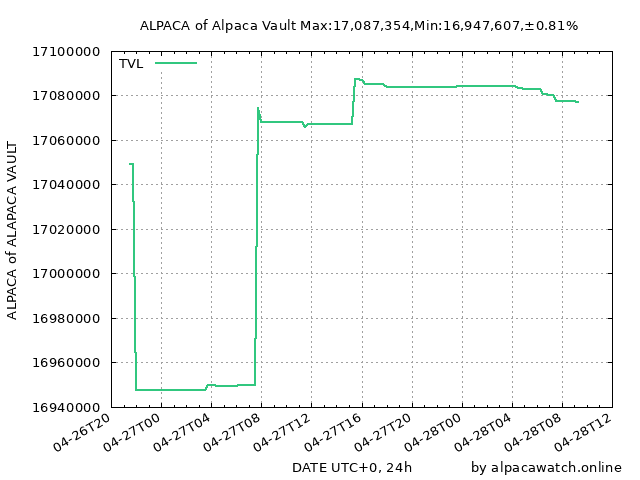 ALPACA of Alpaca Vault Max:17,087,354,Min:16,947,607,±0.81%
TVL
17100000
17080000
17060000
17040000
17020000
17000000
16980000
16960000
16940000
ALPACA of ALAPACA VAULT
04-26T20
04-27T00
04-27T04
04-27T08
04-27T12
04-27T16
04-27T20
04-28T00
04-28T04
04-28T08
04-28T12
DATE UTC+0, 24h
by alpacawatch.online